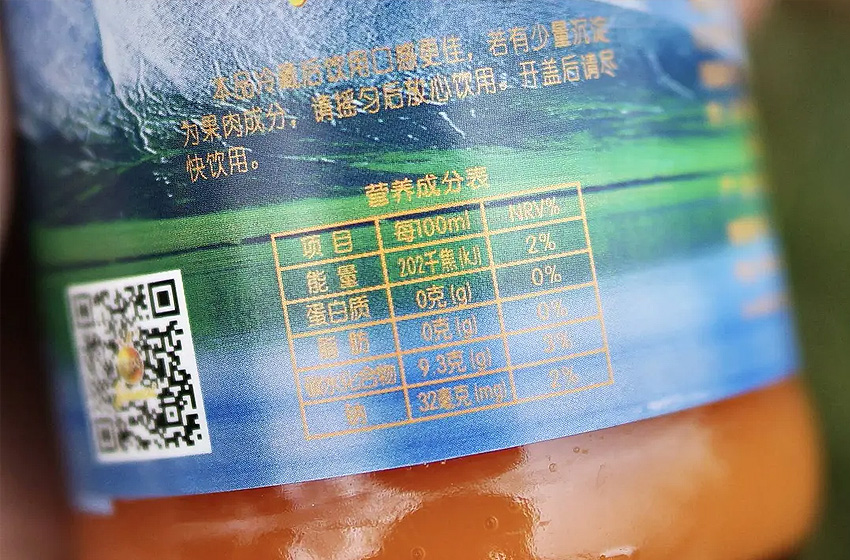 本品冷藏后饮用口感更佳，若有少量沉淀
为果肉成分，请摇匀后放心饮用。开盖后请尽
快饮用。
营养成分表
项目 每100ml NRV%
能量 202千焦(kJ) 2%
蛋白质 0克(g) 0%
脂肪 0克(g) 0%
碳水化合物 9.3克(g) 3%
钠 32毫克(mg) 2%